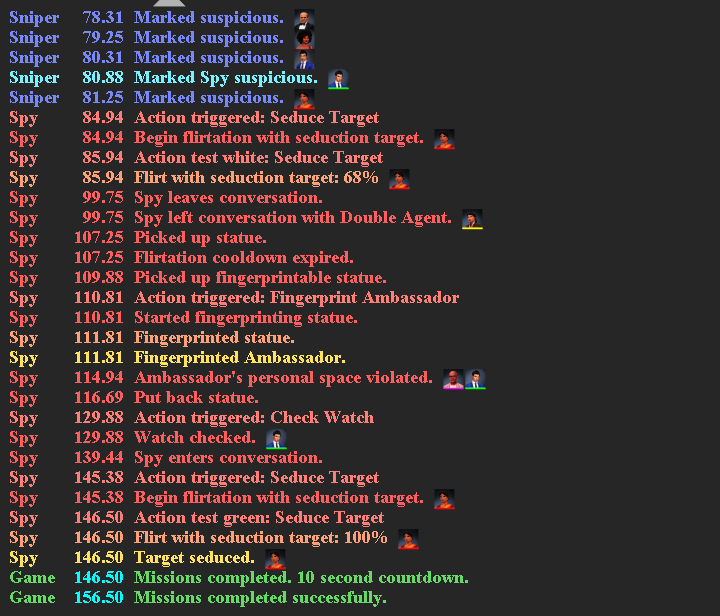 Sniper 78.31 Marked suspicious.
Sniper 79.25 Marked suspicious.
Sniper 80.31 Marked suspicious.
Sniper 80.88 Marked Spy suspicious.
Sniper 81.25 Marked suspicious.
Spy 84.94 Action triggered: Seduce Target
Spy 84.94 Begin flirtation with seduction target.
Spy 85.94 Action test white: Seduce Target
Spy 85.94 Flirt with seduction target: 68%
Spy 99.75 Spy leaves conversation.
Spy 99.75 Spy left conversation with Double Agent.
Spy 107.25 Picked up statue.
Spy 107.25 Flirtation cooldown expired.
Spy 109.88 Picked up fingerprintable statue.
Spy 110.81 Action triggered: Fingerprint Ambassador
Spy 110.81 Started fingerprinting statue.
Spy 111.81 Fingerprinted statue.
Spy 111.81 Fingerprinted Ambassador.
Spy 114.94 Ambassador's personal space violated.
Spy 116.69 Put back statue.
Spy 129.88 Action triggered: Check Watch
Spy 129.88 Watch checked.
Spy 139.44 Spy enters conversation.
Spy 145.38 Action triggered: Seduce Target
Spy 145.38 Begin flirtation with seduction target.
Spy 146.50 Action test green: Seduce Target
Spy 146.50 Flirt with seduction target: 100%
Spy 146.50 Target seduced.
Game 146.50 Missions completed. 10 second countdown.
Game 156.50 Missions completed successfully.